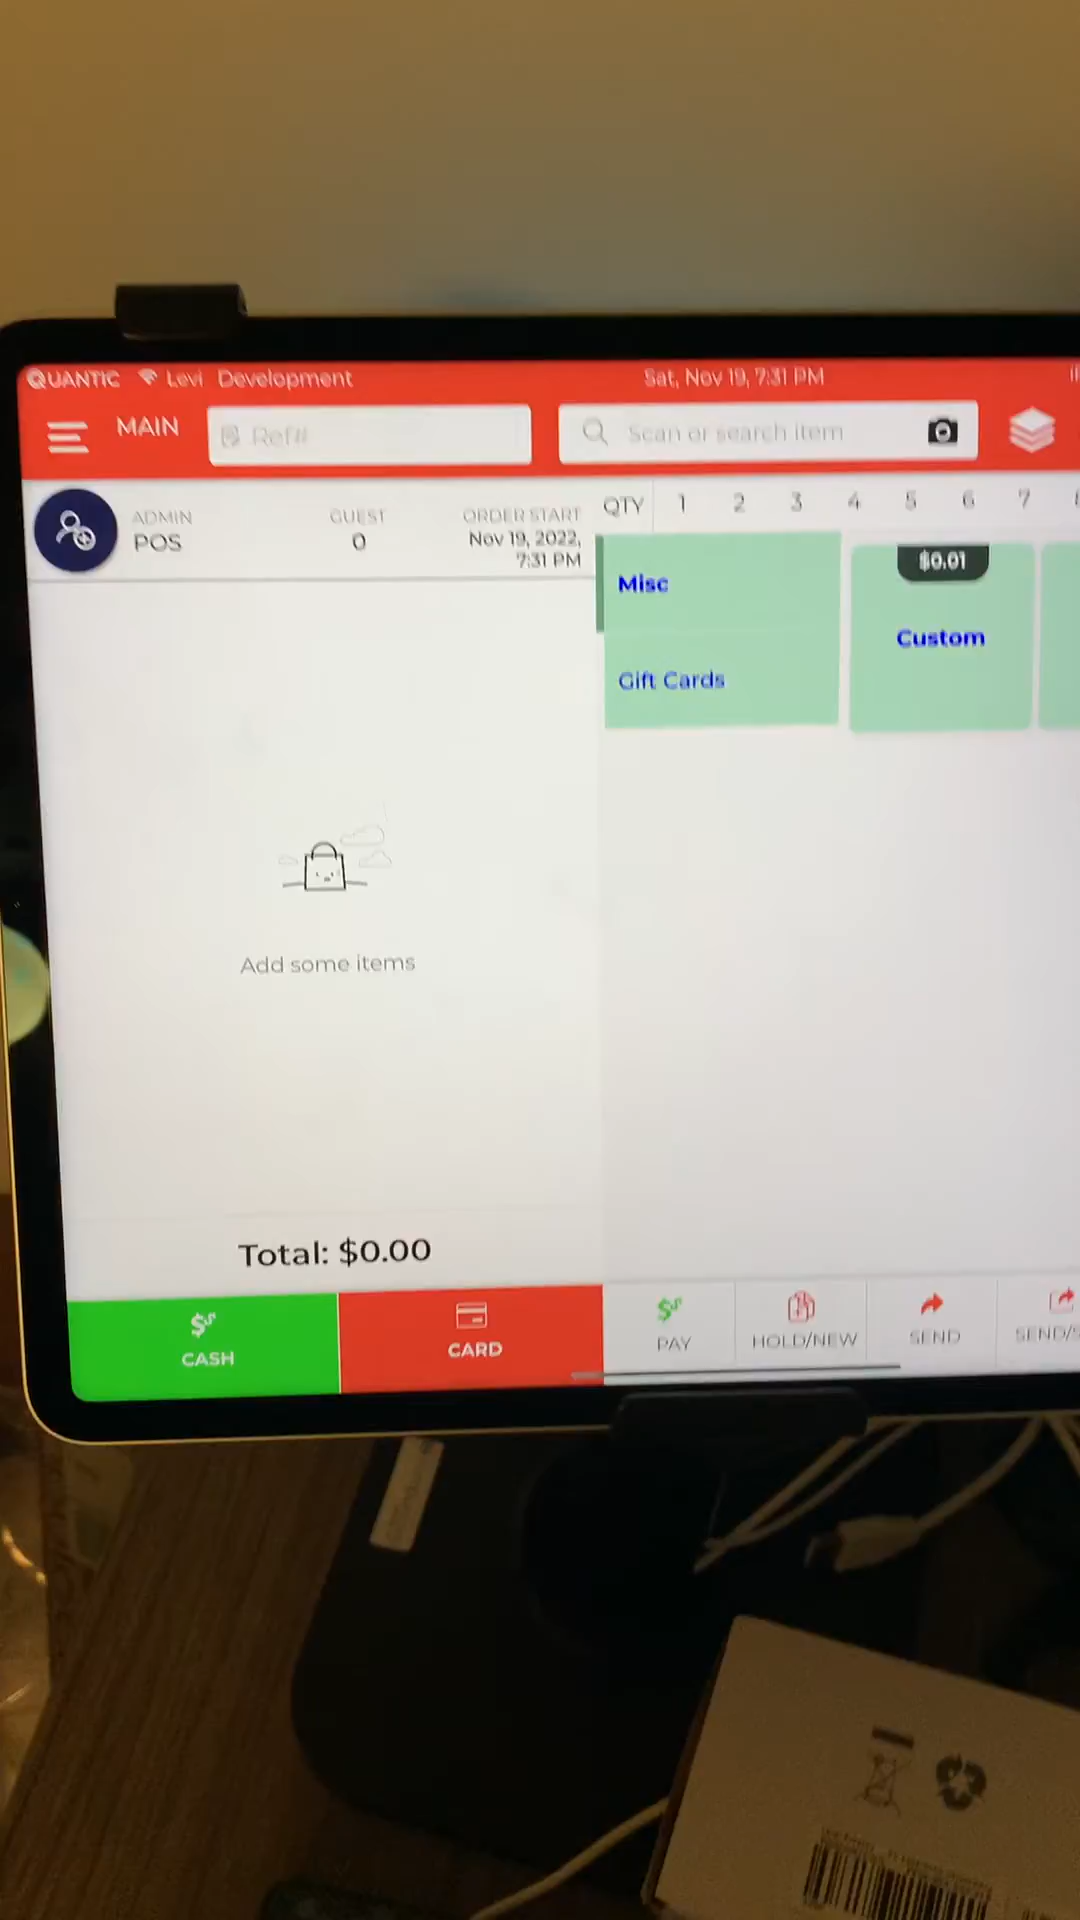 QUANTIC Levi Development Sat, Nov 19, 7:31 PM
MAIN Ref# Scan or search item
ADMIN GUEST ORDER START QTY 1 2 3 4 5 6 7
POS 0 Nov 19, 2022,
7:31 PM
Misc $0.01
Custom
Gift Cards
Add some items
Total: $0.00
CASH CARD PAY HOLD/NEW SEND